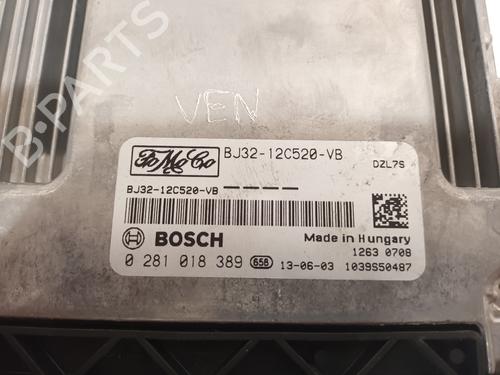 VEN
FoMoCo
BJ32-12C520-VB
DZL7S
BJ32-12C520-VB ----
BOSCH
Made in Hungary
1263 0708
0 281 018 389 656 13-06-03 1039S50487
B-PARTS